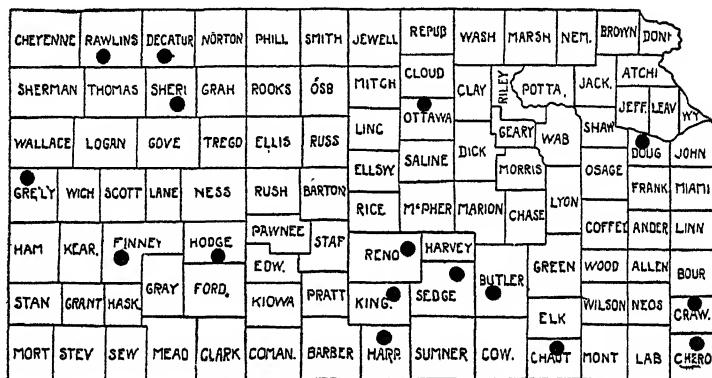 CHEYENNE RAWLINS DECATUR NORTON PHILL SMITH JEWELL REPUB WASH MARSH NEM. BROWN DONI
SHERMAN THOMAS SHERI GRAH ROOKS OSB MITCH CLOUD CLAY RILEY POTTA. JACK. ATCHI
OTTAWA JEFF. LEAV WY
WALLACE LOGAN GOVE TREGO ELLIS RUSS LINC SALINE DICK GEARY WAB SHAW DOUG JOHN
GRE'LY WICH SCOTT LANE NESS RUSH BARTON ELLSW MORRIS OSAGE FRANK MIAMI
RICE McPHER MARION CHASE LYON COFFEY ANDER LINN
HAM KEAR. FINNEY HODGE PAWNEE STAF RENO HARVEY
EDW. BUTLER GREEN WOOD ALLEN BOUR
STAN GRANT HASK. GRAY FORD. KIOWA PRATT KING. SEDGE ELK WILSON NEOS CRAW.
MORT STEV SEW MEAD CLARK COMAN. BARBER HARP. SUMNER COW. CHAUT MONT LAB CHERO